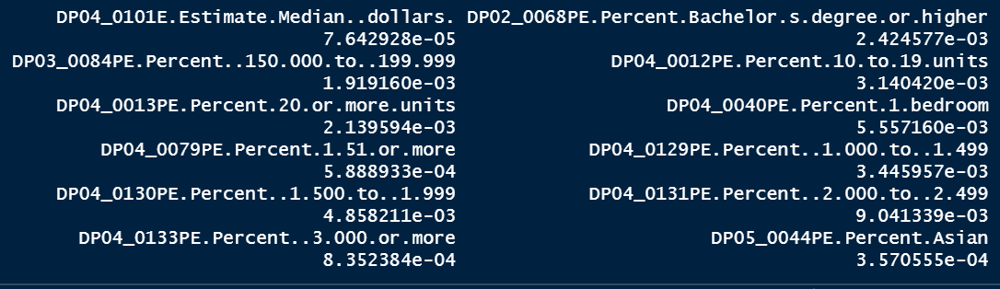 DP04_0101E.Estimate.Median..dollars. DP02_0068PE.Percent.Bachelor.s.degree.or.higher
7.642928e-05 2.424577e-03
DP03_0084PE.Percent..150.000.to..199.999 DP04_0012PE.Percent.10.to.19.units
1.919160e-03 3.140420e-03
DP04_0013PE.Percent.20.or.more.units DP04_0040PE.Percent.1.bedroom
2.139594e-03 5.557160e-03
DP04_0079PE.Percent.1.51.or.more DP04_0129PE.Percent..1.000.to..1.499
5.888933e-04 3.445957e-03
DP04_0130PE.Percent..1.500.to..1.999 DP04_0131PE.Percent..2.000.to..2.499
4.858211e-03 9.041339e-03
DP04_0133PE.Percent..3.000.or.more DP05_0044PE.Percent.Asian
8.352384e-04 3.570555e-04